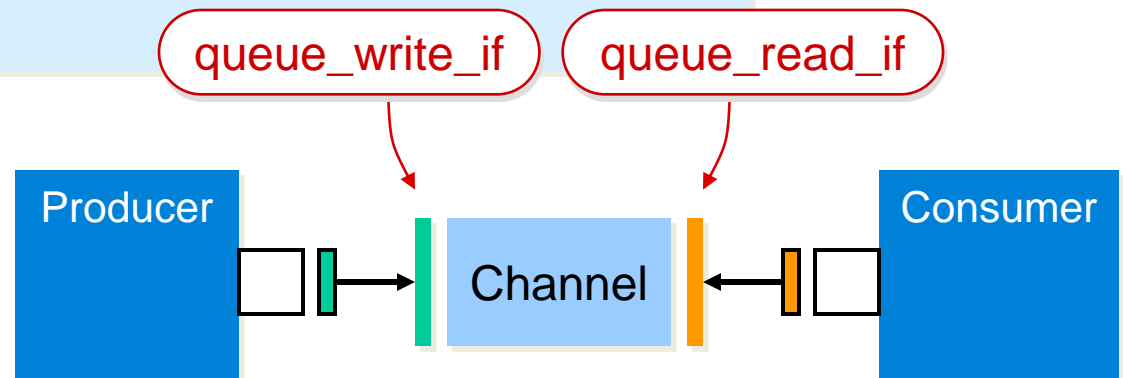 queue_write_if
queue_read_if
Producer
Channel
Consumer